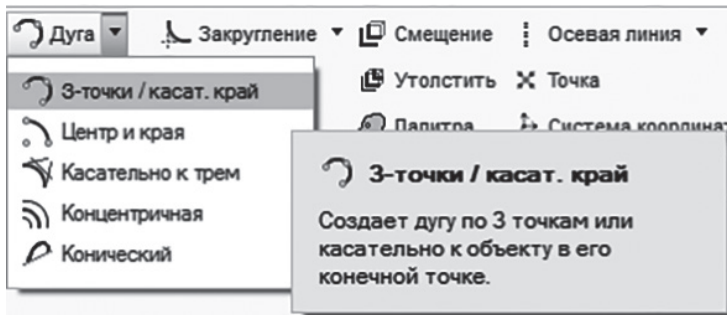 Дуга Закругление Смещение Осевая линия
Утолстить Точка
Палитра Система координат
3-точки / касат. край
Центр и края
Касательно к трем
Концентричная
Конический
3-точки / касат. край
Создает дугу по 3 точкам или
касательно к объекту в его
конечной точке.